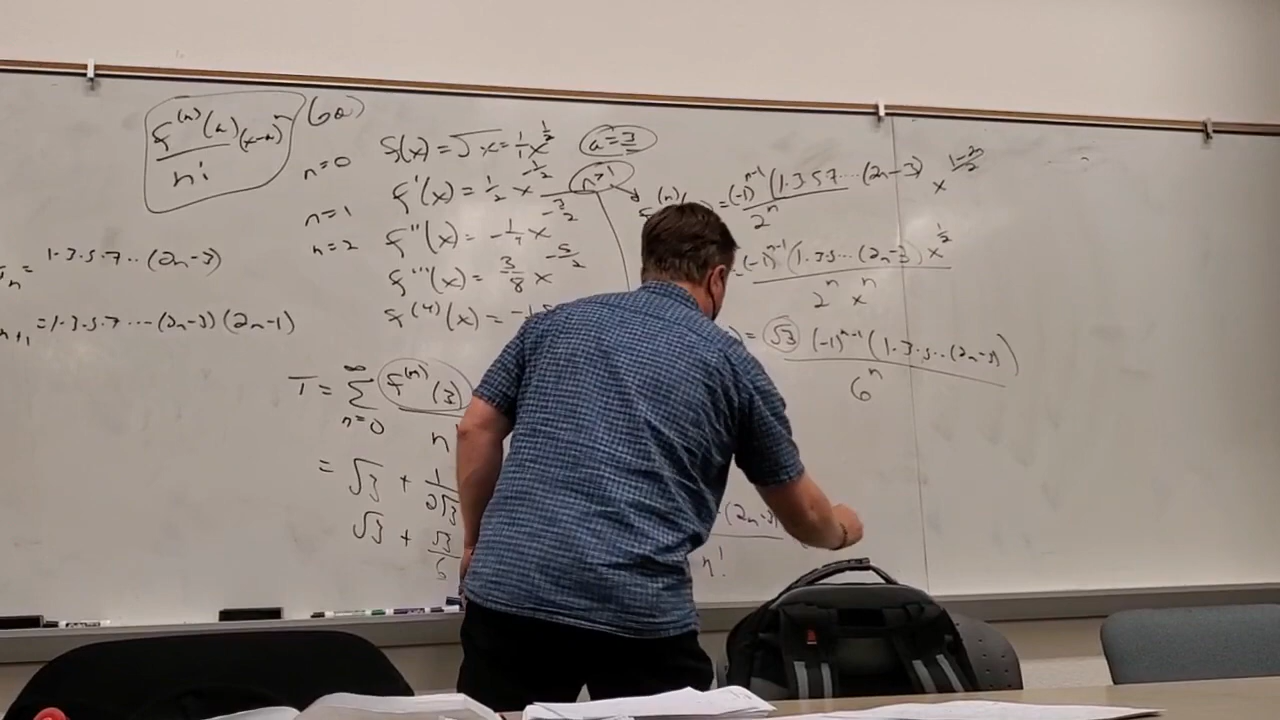 f^(n)(a)(x-a)^n / n!
60)
f(x) = √x = 1/1 x^(1/2)
a=3
n=0
f'(x) = 1/2 x^(-1/2)
n≥1
n=1
n=2
f''(x) = -1/4 x^(-3/2)
f'''(x) = 3/8 x^(-5/2)
f^(4)(x) = -15
= 1·3·5·7··(2n-3)
n+1 = 1·3·5·7···(2n-3)(2n-1)
T = Σ n=0 ∞ f^(n)(3) / n
= √3 + 1/2√3
√3 + √3/6
= (-1)^(n-1) (1·3·5·7···(2n-3) / 2^n x^((1-2n)/2)
(-1)^(n-1) (1·3·5···(2n-3) x^(1/2) / 2^n x^n
) = √3 (-1)^(n-1) (1·3·5··(2n-3)) / 6^n
·(2n-3) / n!